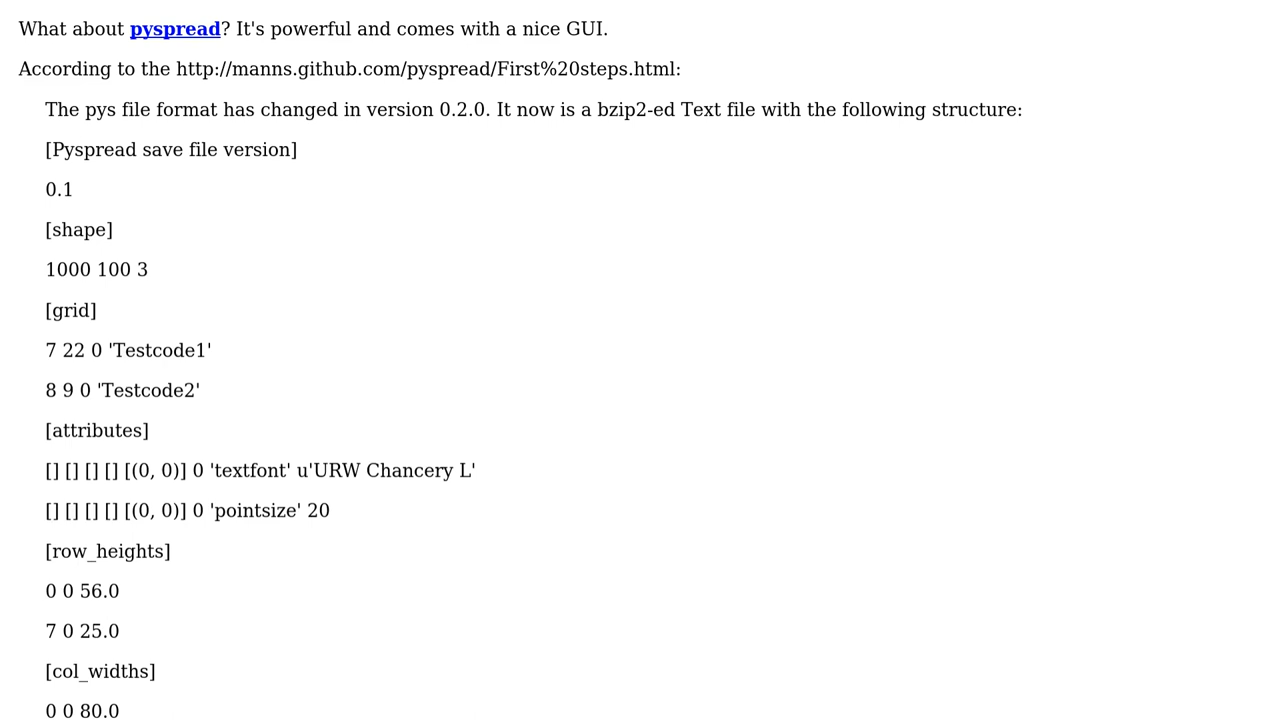 What about pyspread? It's powerful and comes with a nice GUI.
According to the http://manns.github.com/pyspread/First%20steps.html:
The pys file format has changed in version 0.2.0. It now is a bzip2-ed Text file with the following structure:
[Pyspread save file version]
0.1
[shape]
1000 100 3
[grid]
7 22 0 'Testcode1'
8 9 0 'Testcode2'
[attributes]
[] [] [] [] [(0, 0)] 0 'textfont' u'URW Chancery L'
[] [] [] [] [(0, 0)] 0 'pointsize' 20
[row_heights]
0 0 56.0
7 0 25.0
[col_widths]
0 0 80.0